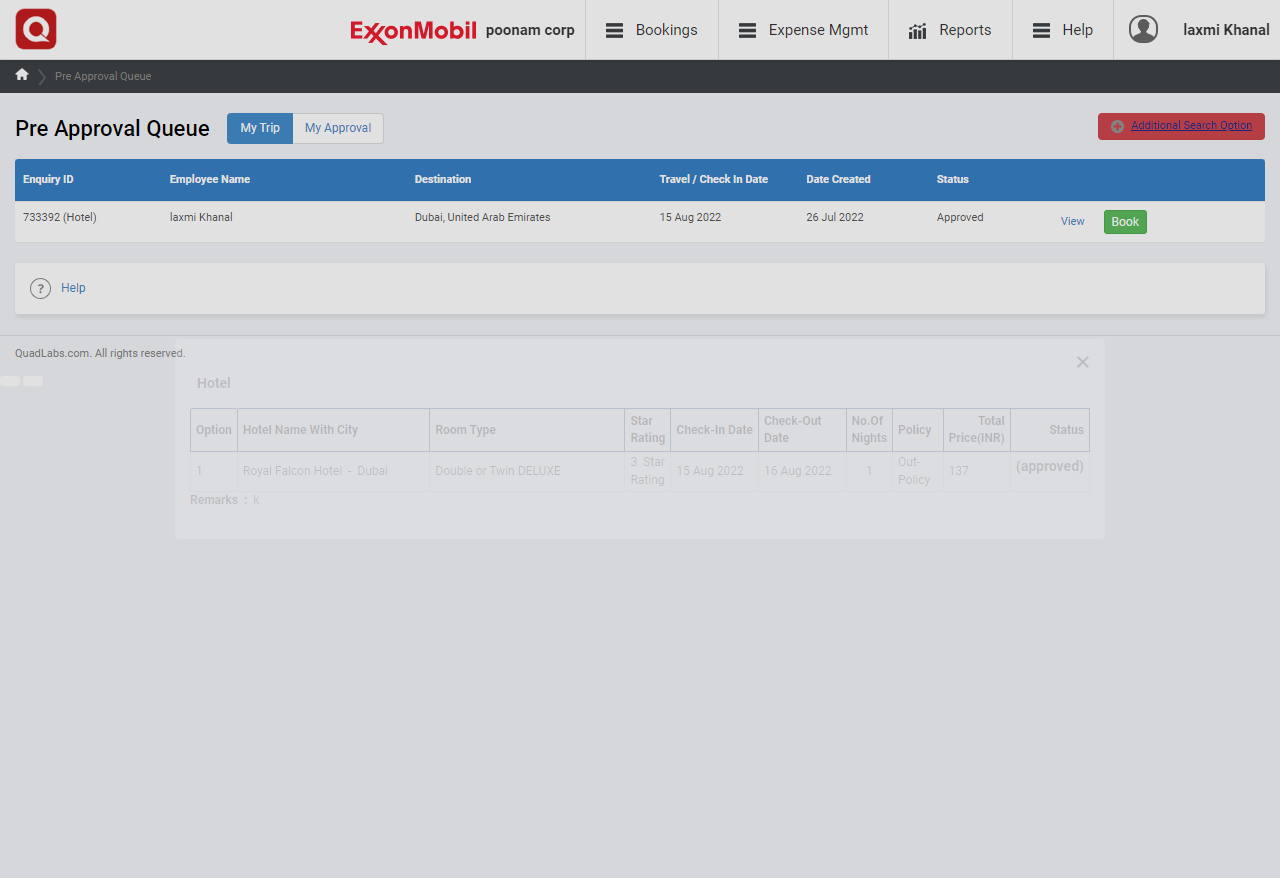 Q ExxonMobil poonam corp Bookings Expense Mgmt Reports Help laxmi Khanal
Pre Approval Queue
Pre Approval Queue My Trip My Approval Additional Search Option
Enquiry ID Employee Name Destination Travel / Check In Date Date Created Status
733392 (Hotel) laxmi Khanal Dubai, United Arab Emirates 15 Aug 2022 26 Jul 2022 Approved View Book
? Help
QuadLabs.com. All rights reserved.
×
Hotel
Option Hotel Name With City Room Type Star Rating Check-In Date Check-Out Date No.Of Nights Policy Total Price(INR) Status
1 Royal Falcon Hotel - Dubai Double or Twin DELUXE 3 Star Rating 15 Aug 2022 16 Aug 2022 1 Out-Policy 137 (approved)
Remarks : k